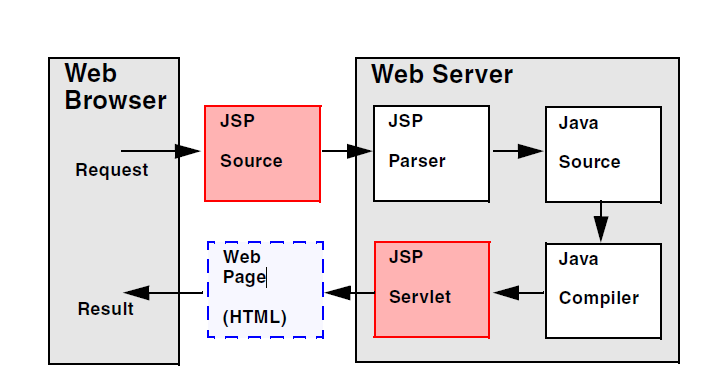 Web
Browser
Web Server
Request
JSP
Source
JSP
Parser
Java
Source
Result
Web
Page
(HTML)
JSP
Servlet
Java
Compiler